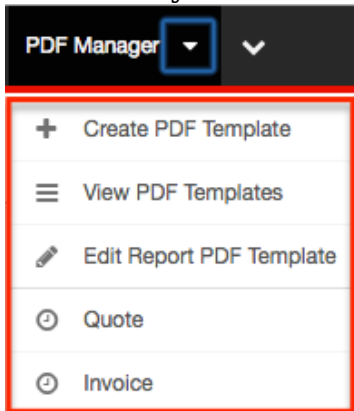 PDF Manager
Create PDF Template
View PDF Templates
Edit Report PDF Template
Quote
Invoice